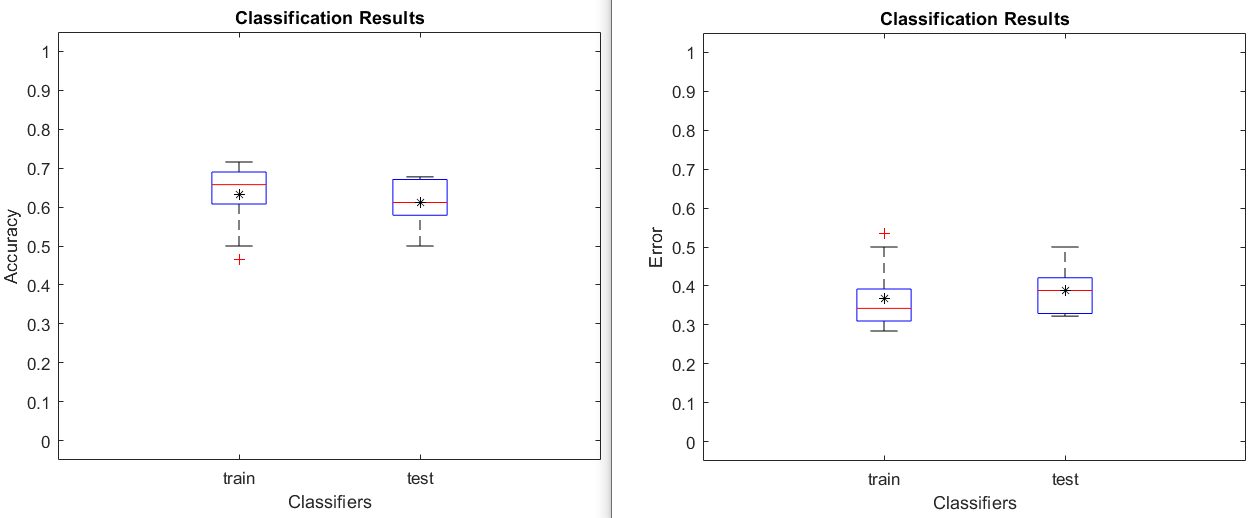 Classification Results
1
0.9
0.8
0.7
0.6
0.5
0.4
0.3
0.2
0.1
0
Accuracy
train test
Classifiers
Classification Results
1
0.9
0.8
0.7
0.6
0.5
0.4
0.3
0.2
0.1
0
Error
train test
Classifiers